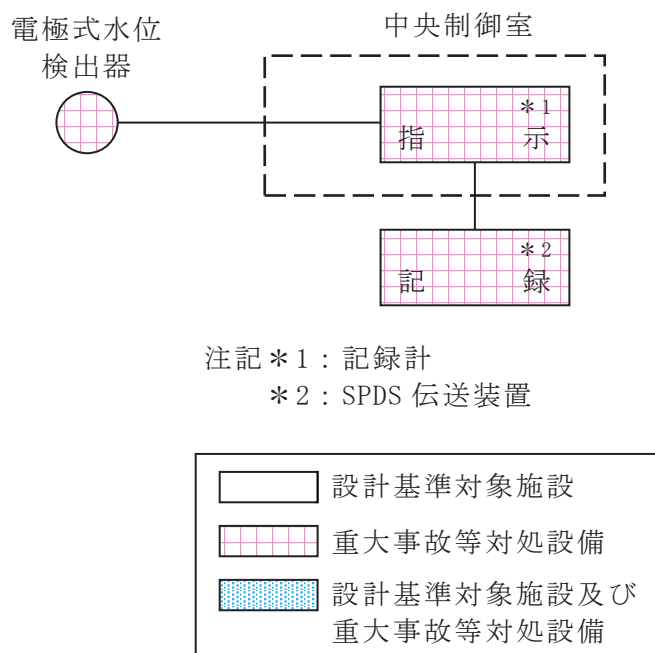 電極式水位
検出器
中央制御室
＊1
指　示
＊2
記　録
注記＊1：記録計
＊2：SPDS 伝送装置
設計基準対象施設
重大事故等対処設備
設計基準対象施設及び
重大事故等対処設備